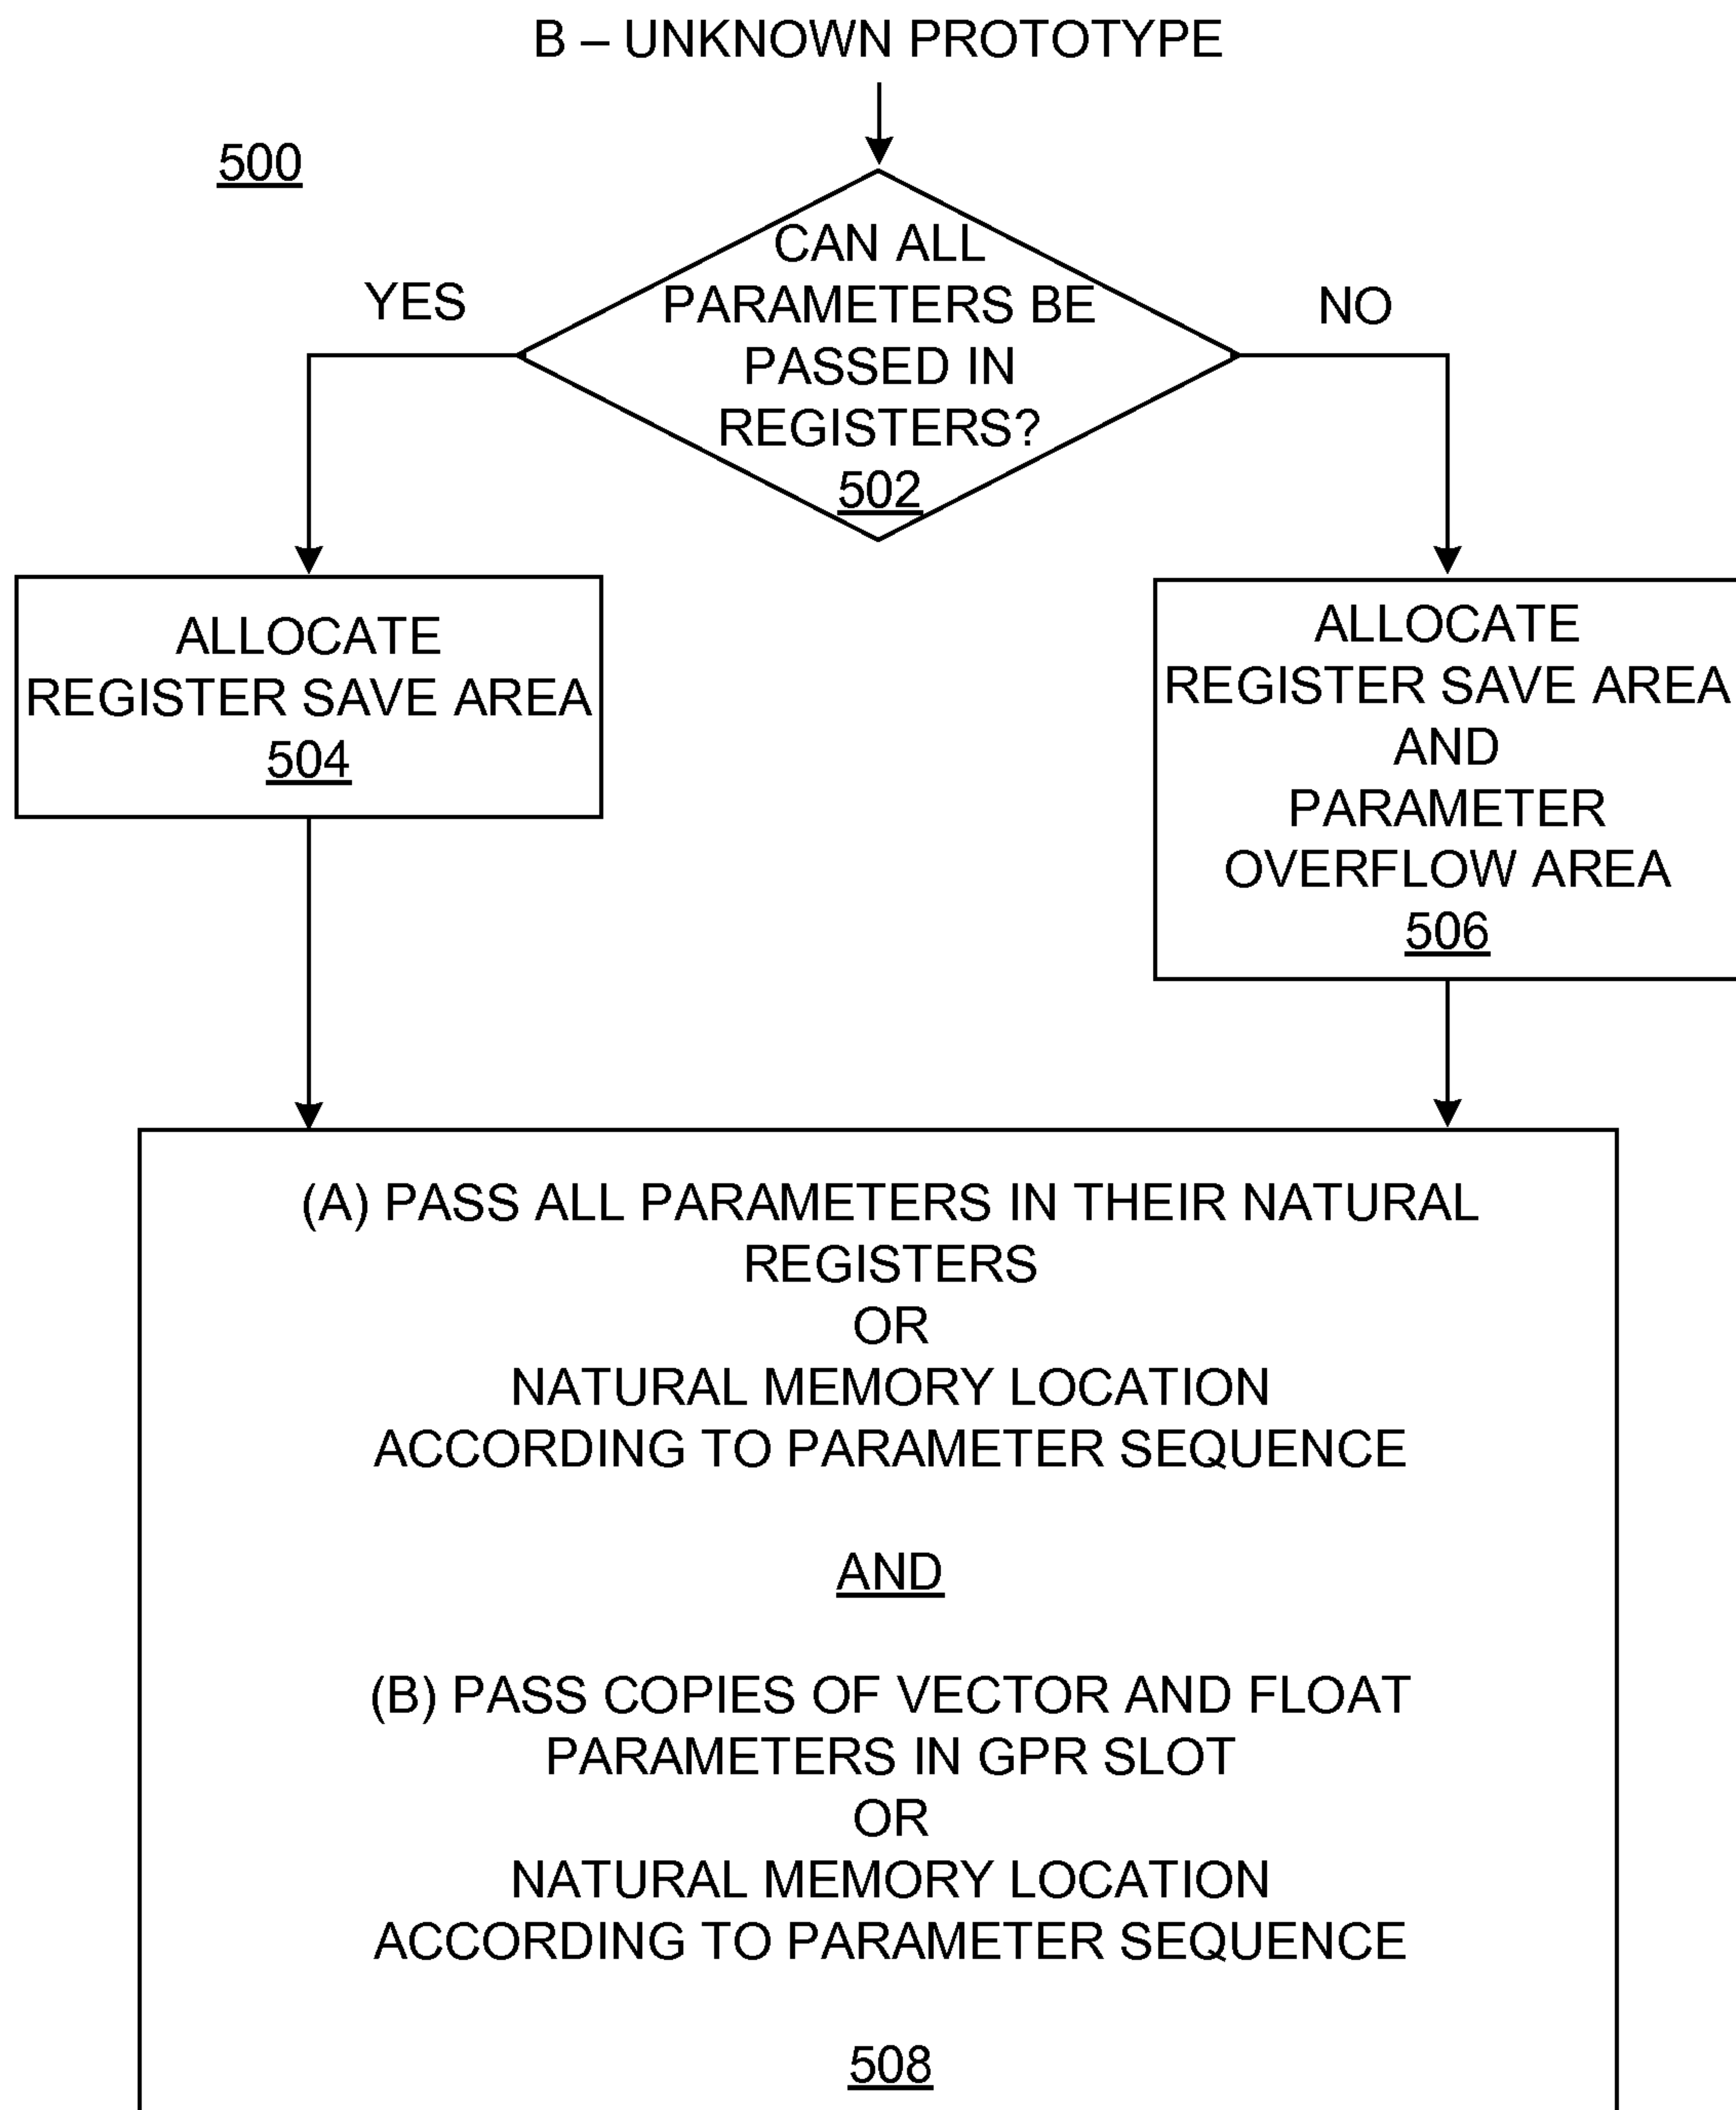 B – UNKNOWN PROTOTYPE
500
CAN ALL
PARAMETERS BE
PASSED IN
REGISTERS?
502
YES
NO
ALLOCATE
REGISTER SAVE AREA
504
ALLOCATE
REGISTER SAVE AREA
AND
PARAMETER
OVERFLOW AREA
506
(A) PASS ALL PARAMETERS IN THEIR NATURAL
REGISTERS
OR
NATURAL MEMORY LOCATION
ACCORDING TO PARAMETER SEQUENCE
AND
(B) PASS COPIES OF VECTOR AND FLOAT
PARAMETERS IN GPR SLOT
OR
NATURAL MEMORY LOCATION
ACCORDING TO PARAMETER SEQUENCE
508